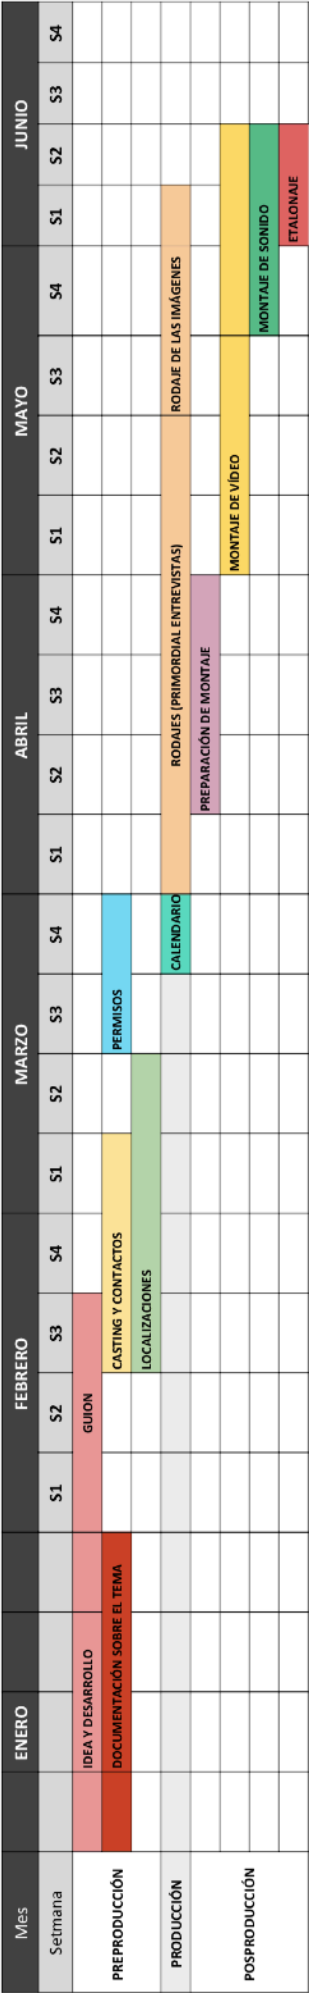 Mes ENERO FEBRERO MARZO ABRIL MAYO JUNIO
Setmana S1 S2 S3 S4 S1 S2 S3 S4 S1 S2 S3 S4 S1 S2 S3 S4 S1 S2 S3 S4
IDEA Y DESARROLLO GUION
PREPRODUCCIÓN DOCUMENTACIÓN SOBRE EL TEMA CASTING Y CONTACTOS PERMISOS
LOCALIZACIONES
PRODUCCIÓN CALENDARIO RODAJES (PRIMORDIAL ENTREVISTAS) RODAJE DE LAS IMÁGENES
PREPARACIÓN DE MONTAJE
POSPRODUCCIÓN MONTAJE DE VÍDEO
MONTAJE DE SONIDO
ETALONAJE